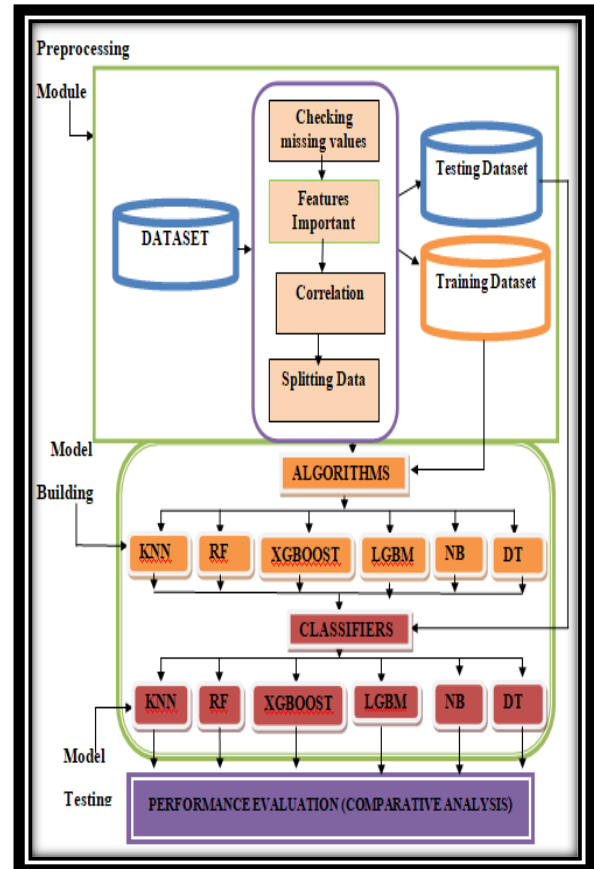 Preprocessing
Module
Checking
missing values
Features
Important
Correlation
Splitting Data
DATASET
Testing Dataset
Training Dataset
Model
Building
ALGORITHMS
KNN RF XGBOOST LGBM NB DT
CLASSIFIERS
KNN RF XGBOOST LGBM NB DT
Model
Testing
PERFORMANCE EVALUATION (COMPARATIVE ANALYSIS)